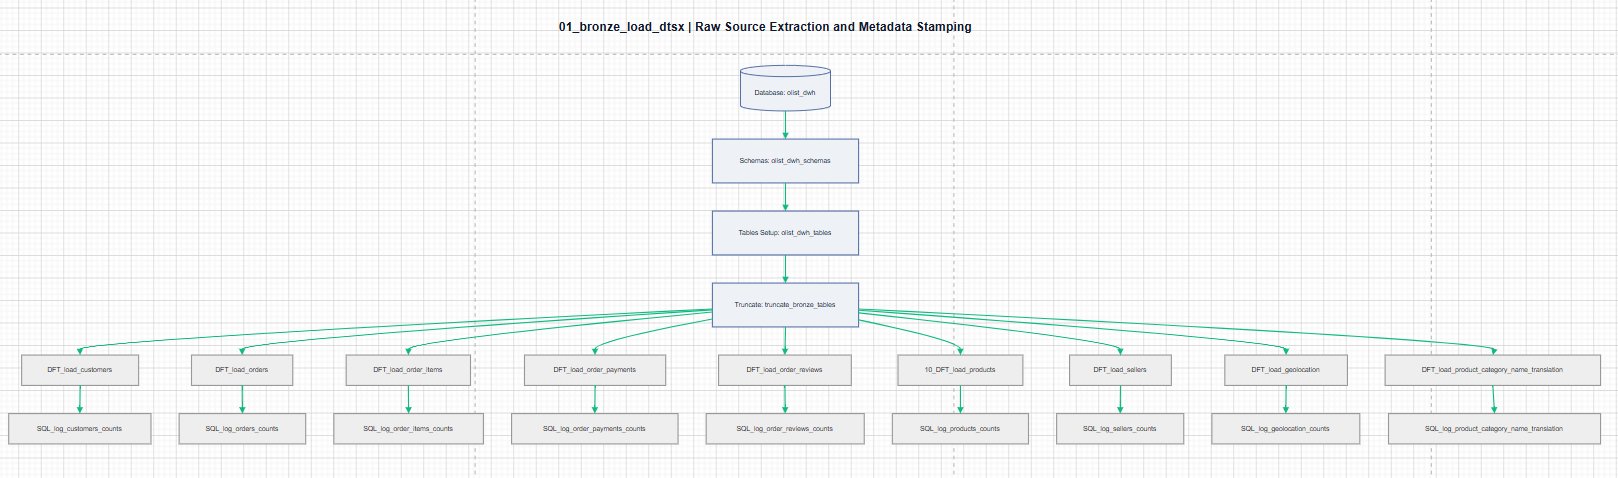 01_bronze_load_dtsx | Raw Source Extraction and Metadata Stamping
Database: olist_dwh
Schemas: olist_dwh_schemas
Tables Setup: olist_dwh_tables
Truncate: truncate_bronze_tables
DFT_load_customers
DFT_load_orders
DFT_load_order_items
DFT_load_order_payments
DFT_load_order_reviews
10_DFT_load_products
DFT_load_sellers
DFT_load_geolocation
DFT_load_product_category_name_translation
SQL_log_customers_counts
SQL_log_orders_counts
SQL_log_order_items_counts
SQL_log_order_payments_counts
SQL_log_order_reviews_counts
SQL_log_products_counts
SQL_log_sellers_counts
SQL_log_geolocation_counts
SQL_log_product_category_name_translation